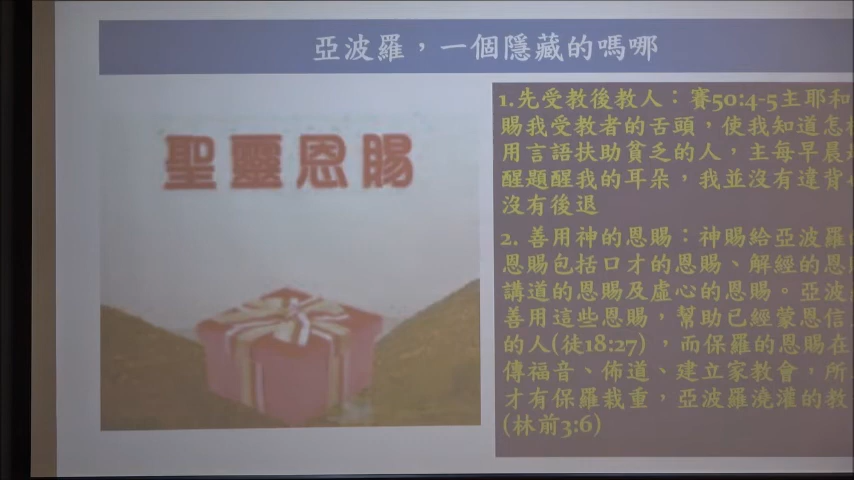 亞波羅，一個隱藏的嗎哪
聖靈恩賜
1.先受教後教人：賽50:4-5主耶和
賜我受教者的舌頭，使我知道怎
用言語扶助貧乏的人，主每早晨
醒題醒我的耳朵，我並沒有違背
沒有後退
2. 善用神的恩賜：神賜給亞波羅
恩賜包括口才的恩賜、解經的恩
講道的恩賜及虛心的恩賜。亞波
善用這些恩賜，幫助已經蒙恩信
的人(徒18:27)，而保羅的恩賜在
傳福音、佈道、建立家教會，所
才有保羅栽重，亞波羅澆灌的教
(林前3:6)